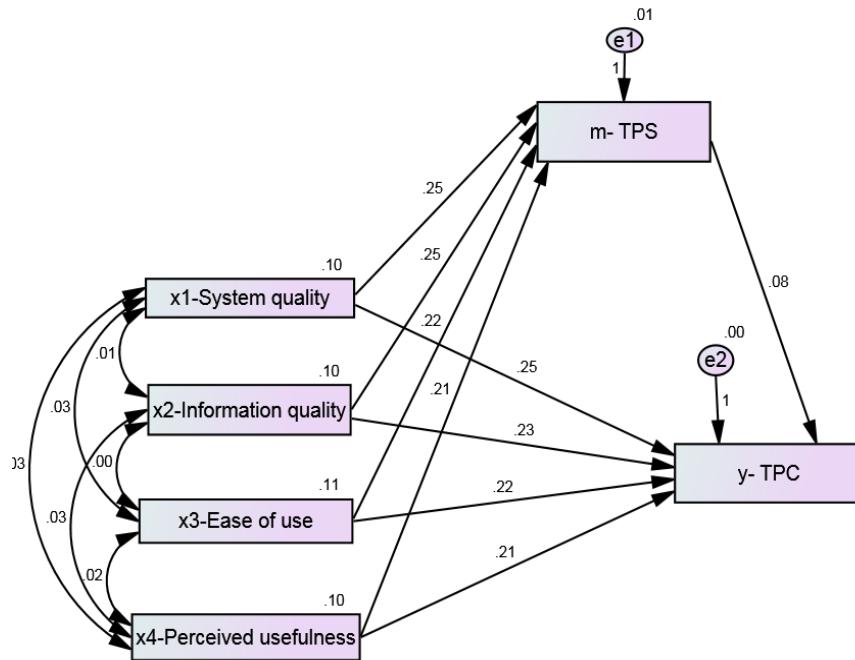 .01
e1
1
m- TPS
.25
.25
.22
.21
.10
x1-System quality
.08
.01
.25
.00
e2
1
.10
x2-Information quality
.03
.23
.03
.00
y- TPC
.11
x3-Ease of use
.22
.03
.21
.02
.10
x4-Perceived usefulness